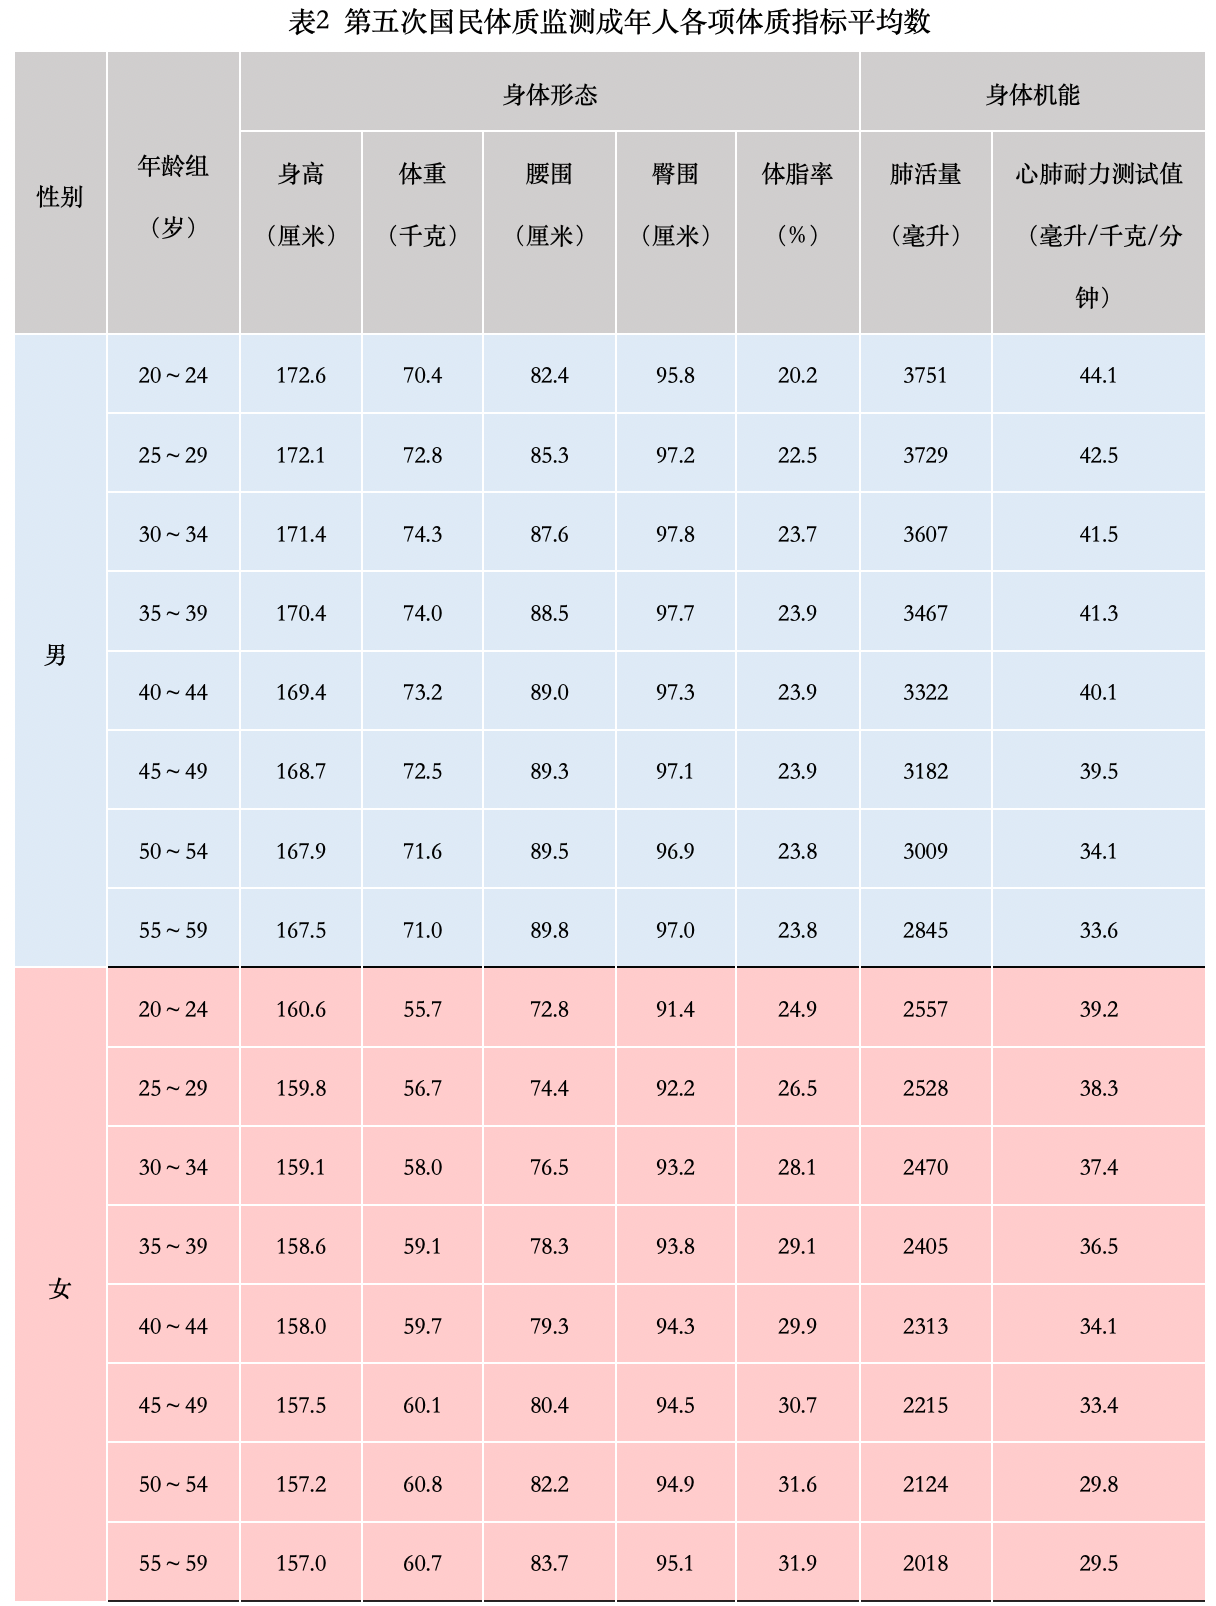 表2 第五次国民体质监测成年人各项体质指标平均数
性别 年龄组（岁） 身体形态 身体机能
身高（厘米） 体重（千克） 腰围（厘米） 臀围（厘米） 体脂率（%） 肺活量（毫升） 心肺耐力测试值（毫升/千克/分钟）
男
20～24 172.6 70.4 82.4 95.8 20.2 3751 44.1
25～29 172.1 72.8 85.3 97.2 22.5 3729 42.5
30～34 171.4 74.3 87.6 97.8 23.7 3607 41.5
35～39 170.4 74.0 88.5 97.7 23.9 3467 41.3
40～44 169.4 73.2 89.0 97.3 23.9 3322 40.1
45～49 168.7 72.5 89.3 97.1 23.9 3182 39.5
50～54 167.9 71.6 89.5 96.9 23.8 3009 34.1
55～59 167.5 71.0 89.8 97.0 23.8 2845 33.6
女
20～24 160.6 55.7 72.8 91.4 24.9 2557 39.2
25～29 159.8 56.7 74.4 92.2 26.5 2528 38.3
30～34 159.1 58.0 76.5 93.2 28.1 2470 37.4
35～39 158.6 59.1 78.3 93.8 29.1 2405 36.5
40～44 158.0 59.7 79.3 94.3 29.9 2313 34.1
45～49 157.5 60.1 80.4 94.5 30.7 2215 33.4
50～54 157.2 60.8 82.2 94.9 31.6 2124 29.8
55～59 157.0 60.7 83.7 95.1 31.9 2018 29.5